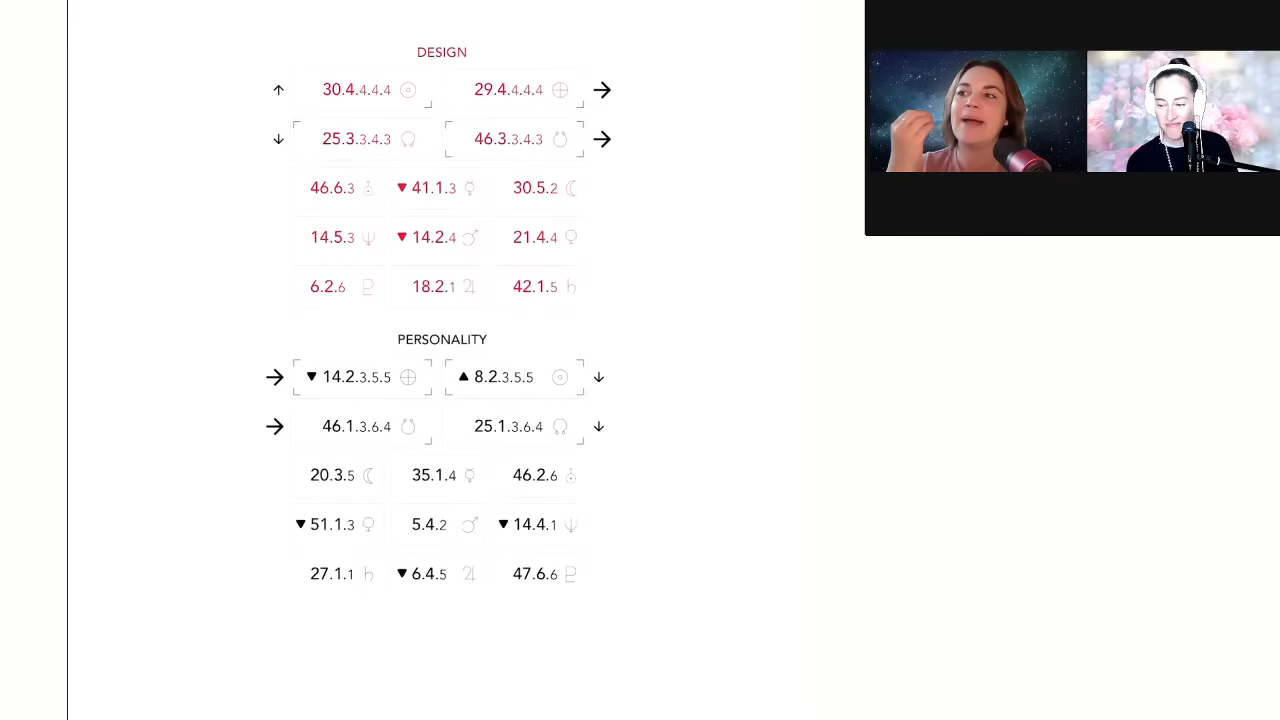 DESIGN
30.4.4.4.4 29.4.4.4.4
25.3.3.4.3 46.3.3.4.3
46.6.3 41.1.3 30.5.2
14.5.3 14.2.4 21.4.4
6.2.6 18.2.1 42.1.5
PERSONALITY
14.2.3.5.5 8.2.3.5.5
46.1.3.6.4 25.1.3.6.4
20.3.5 35.1.4 46.2.6
51.1.3 5.4.2 14.4.1
27.1.1 6.4.5 47.6.6